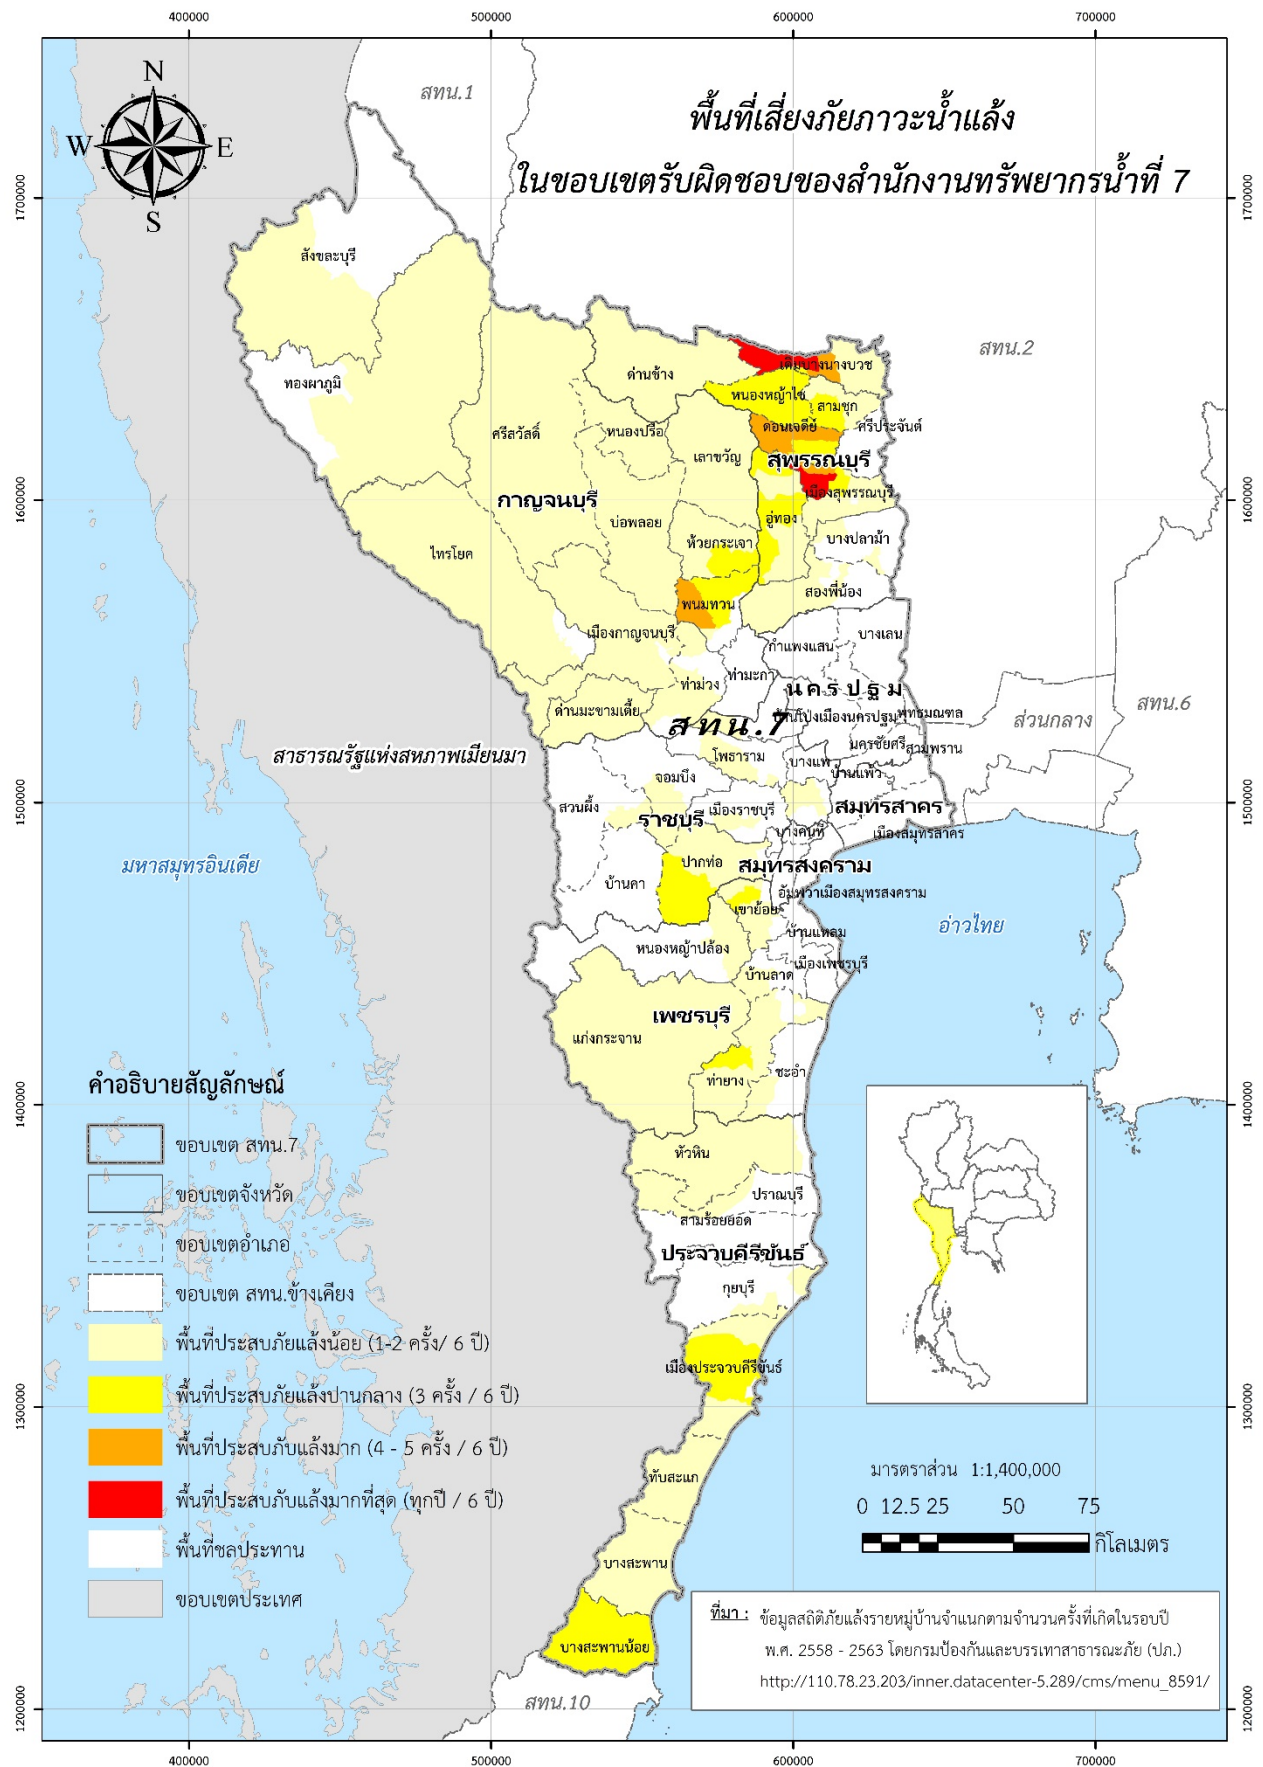 400000
500000
600000
700000
สทน.1
N
W
E
S
พื้นที่เสี่ยงภัยภาวะน้ำแล้ง
ในขอบเขตรับผิดชอบของสำนักงานทรัพยากรน้ำที่ 7
1700000
1700000
สังขละบุรี
สทน.2
ทองผาภูมิ
ด่านช้าง
เดิมบางนางบวช
หนองหญ้าไซ
สามชุก
ศรีสวัสดิ์
หนองปรือ
ดอนเจดีย์
ศรีประจันต์
เลาขวัญ
สุพรรณบุรี
กาญจนบุรี
เมืองสุพรรณบุรี
1600000
1600000
บ่อพลอย
อู่ทอง
ไทรโยค
ห้วยกระเจา
บางปลาม้า
สองพี่น้อง
พนมทวน
เมืองกาญจนบุรี
กำแพงแสน
บางเลน
ท่าม่วง
ท่ามะกา
นครปฐม
ด่านมะขามเตี้ย
สทน.7
บ้านโป่ง
เมืองนครปฐม
พุทธมณฑล
ส่วนกลาง
สทน.6
นครชัยศรี
สามพราน
สาธารณรัฐแห่งสหภาพเมียนมา
โพธาราม
บางแพ
บ้านแพ้ว
จอมบึง
สวนผึ้ง
เมืองราชบุรี
สมุทรสาคร
1500000
1500000
ราชบุรี
บางคนที
เมืองสมุทรสาคร
มหาสมุทรอินเดีย
ปากท่อ
สมุทรสงคราม
บ้านคา
อัมพวา
เมืองสมุทรสงคราม
เขาย้อย
อ่าวไทย
บ้านแหลม
หนองหญ้าปล้อง
เมืองเพชรบุรี
บ้านลาด
เพชรบุรี
แก่งกระจาน
ท่ายาง
ชะอำ
1400000
1400000
หัวหิน
ปราณบุรี
สามร้อยยอด
ประจวบคีรีขันธ์
กุยบุรี
เมืองประจวบคีรีขันธ์
1300000
1300000
ทับสะแก
บางสะพาน
บางสะพานน้อย
สทน.10
1200000
1200000
คำอธิบายสัญลักษณ์
ขอบเขต สทน.7
ขอบเขตจังหวัด
ขอบเขตอำเภอ
ขอบเขต สทน.ข้างเคียง
พื้นที่ประสบภัยแล้งน้อย (1-2 ครั้ง/ 6 ปี)
พื้นที่ประสบภัยแล้งปานกลาง (3 ครั้ง / 6 ปี)
พื้นที่ประสบภับแล้งมาก (4 - 5 ครั้ง / 6 ปี)
พื้นที่ประสบภับแล้งมากที่สุด (ทุกปี / 6 ปี)
พื้นที่ชลประทาน
ขอบเขตประเทศ
มารตราส่วน 1:1,400,000
0 12.5 25 50 75
กิโลเมตร
ที่มา : ข้อมูลสถิติภัยแล้งรายหมู่บ้านจำแนกตามจำนวนครั้งที่เกิดในรอบปี
พ.ศ. 2558 - 2563 โดยกรมป้องกันและบรรเทาสาธารณะภัย (ปภ.)
http://110.78.23.203/inner.datacenter-5.289/cms/menu_8591/
400000
500000
600000
700000